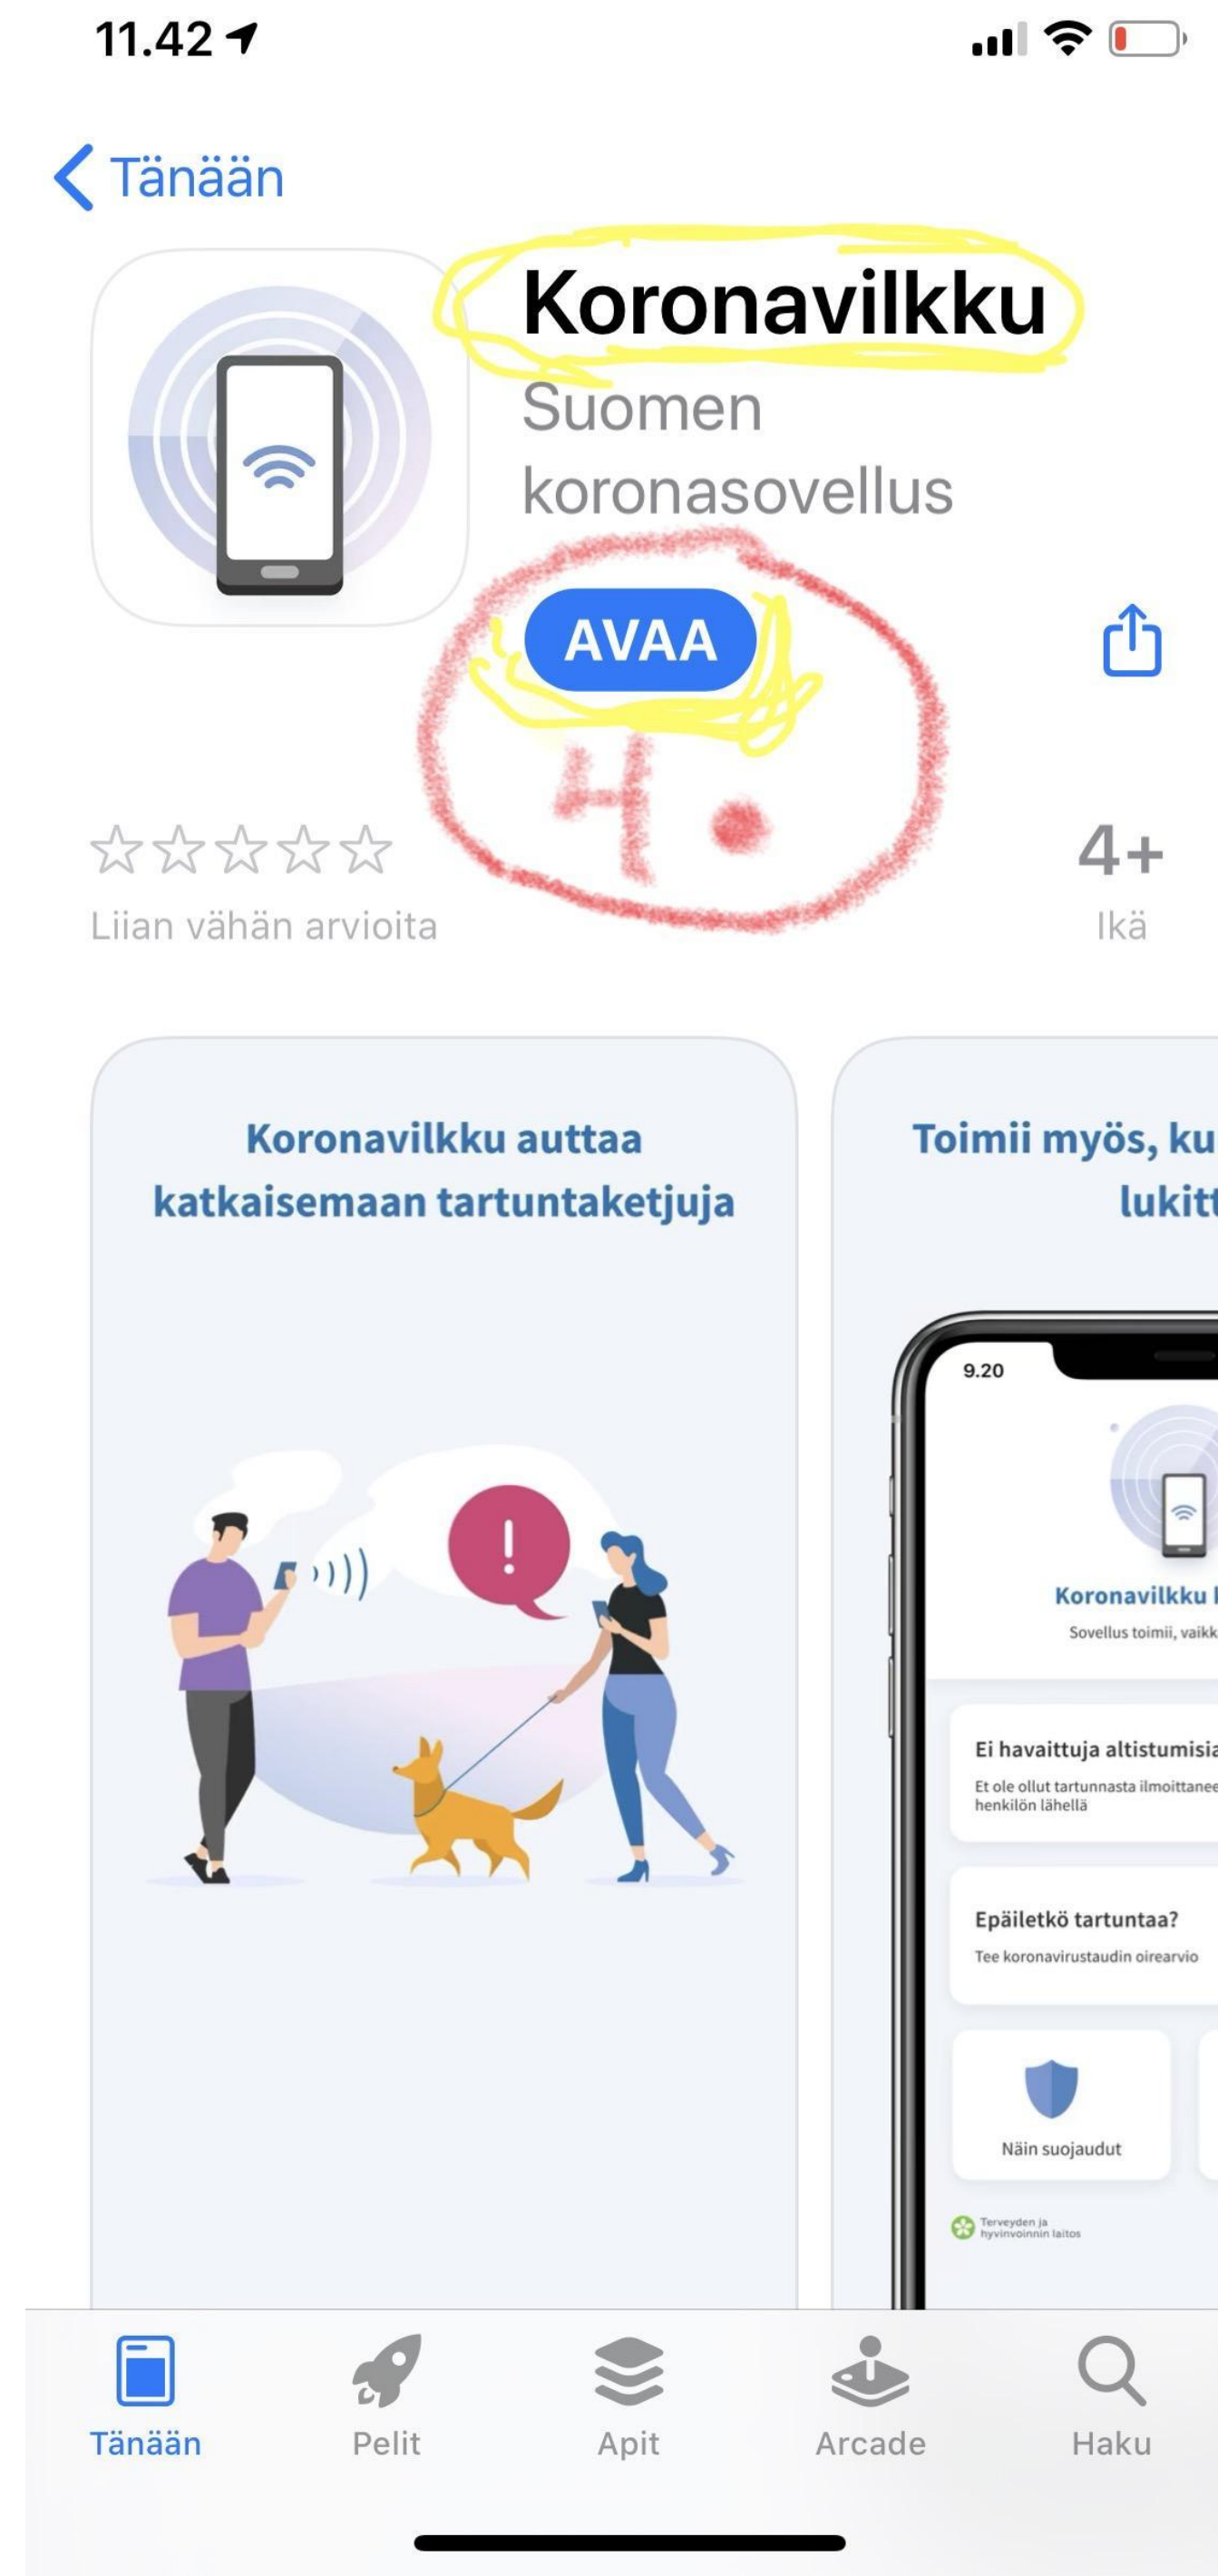 11.42
Tänään
Koronavilkku
Suomen
koronasovellus
AVAA
4.
Liian vähän arvioita
4+
Ikä
Koronavilkku auttaa
katkaisemaan tartuntaketjuja
Toimii myös, ku
lukitt
9.20
Koronavilkku
Sovellus toimii, vaikk
Ei havaittuja altistumisia
Et ole ollut tartunnasta ilmoittanee
henkilön lähellä
Epäiletkö tartuntaa?
Tee koronavirustaudin oirearvio
Näin suojaudut
Terveyden ja
hyvinvoinnin laitos
Tänään
Pelit
Apit
Arcade
Haku